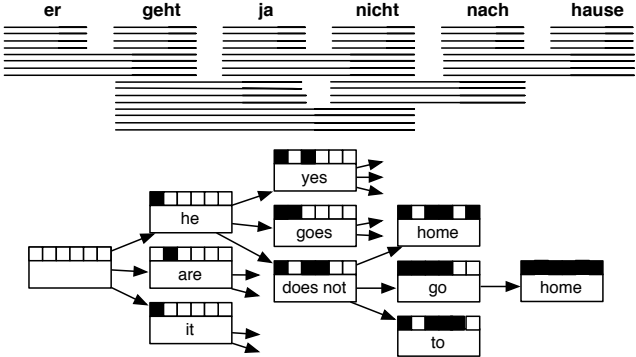 er geht ja nicht nach hause
yes
he
goes home
are
does not go home
it
to